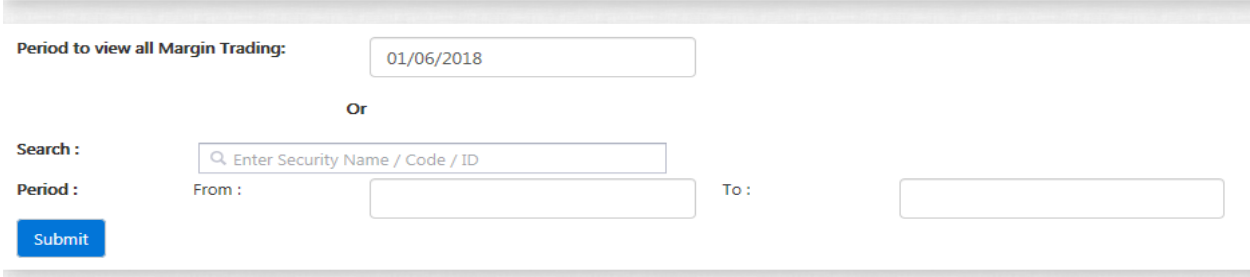 Period to view all Margin Trading: 01/06/2018
Or
Search : Enter Security Name / Code / ID
Period : From : To :
Submit